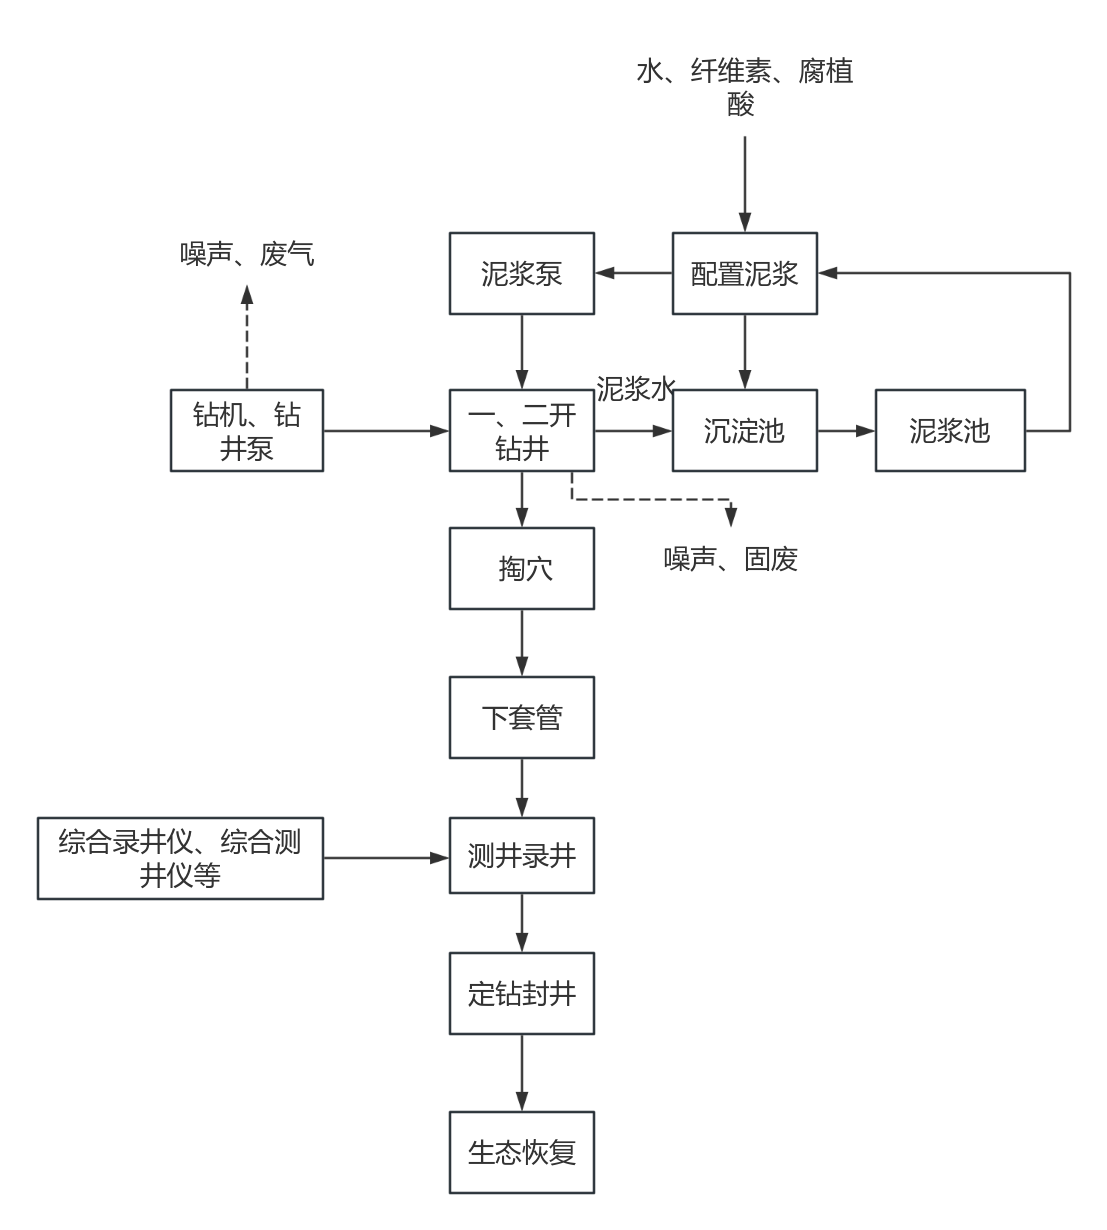 水、纤维素、腐植
酸
噪声、废气
泥浆泵
配置泥浆
钻机、钻
井泵
一、二开
钻井
泥浆水
沉淀池
泥浆池
掏穴
噪声、固废
下套管
综合录井仪、综合测
井仪等
测井录井
定钻封井
生态恢复